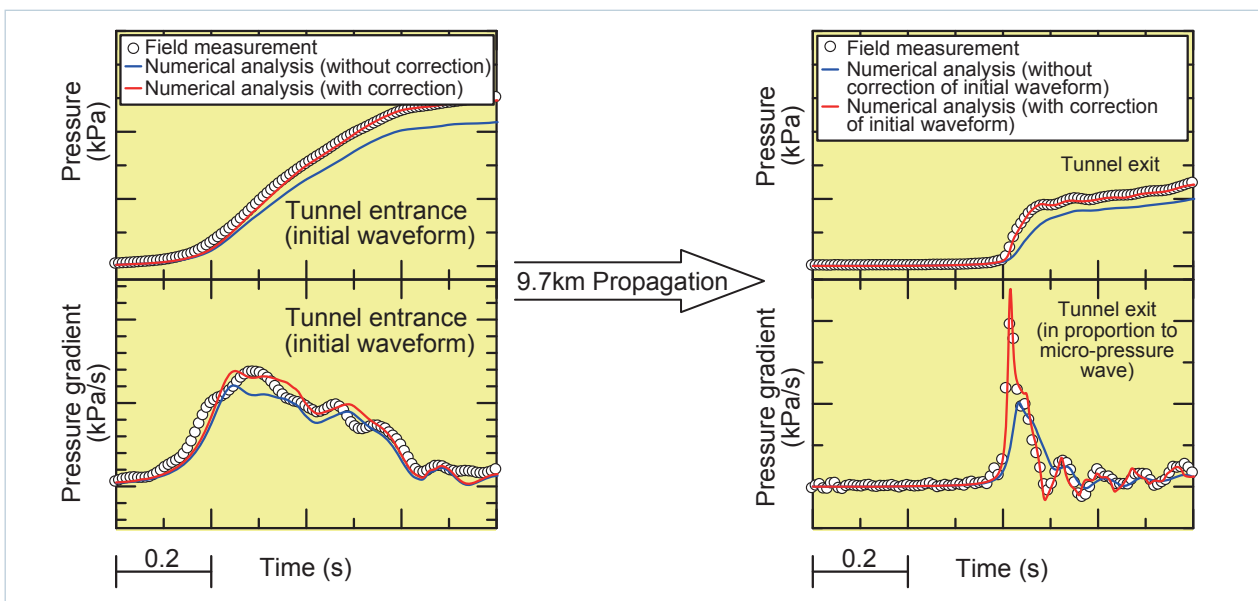 Field measurement
Numerical analysis (without correction)
Numerical analysis (with correction)
Pressure
(kPa)
Tunnel entrance
(initial waveform)
Pressure gradient
(kPa/s)
Tunnel entrance
(initial waveform)
0.2
Time (s)
9.7km Propagation
Field measurement
Numerical analysis (without
correction of initial waveform)
Numerical analysis (with correction
of initial waveform)
Pressure
(kPa)
Tunnel exit
Pressure gradient
(kPa/s)
Tunnel exit
(in proportion to
micro-pressure
wave)
0.2
Time (s)